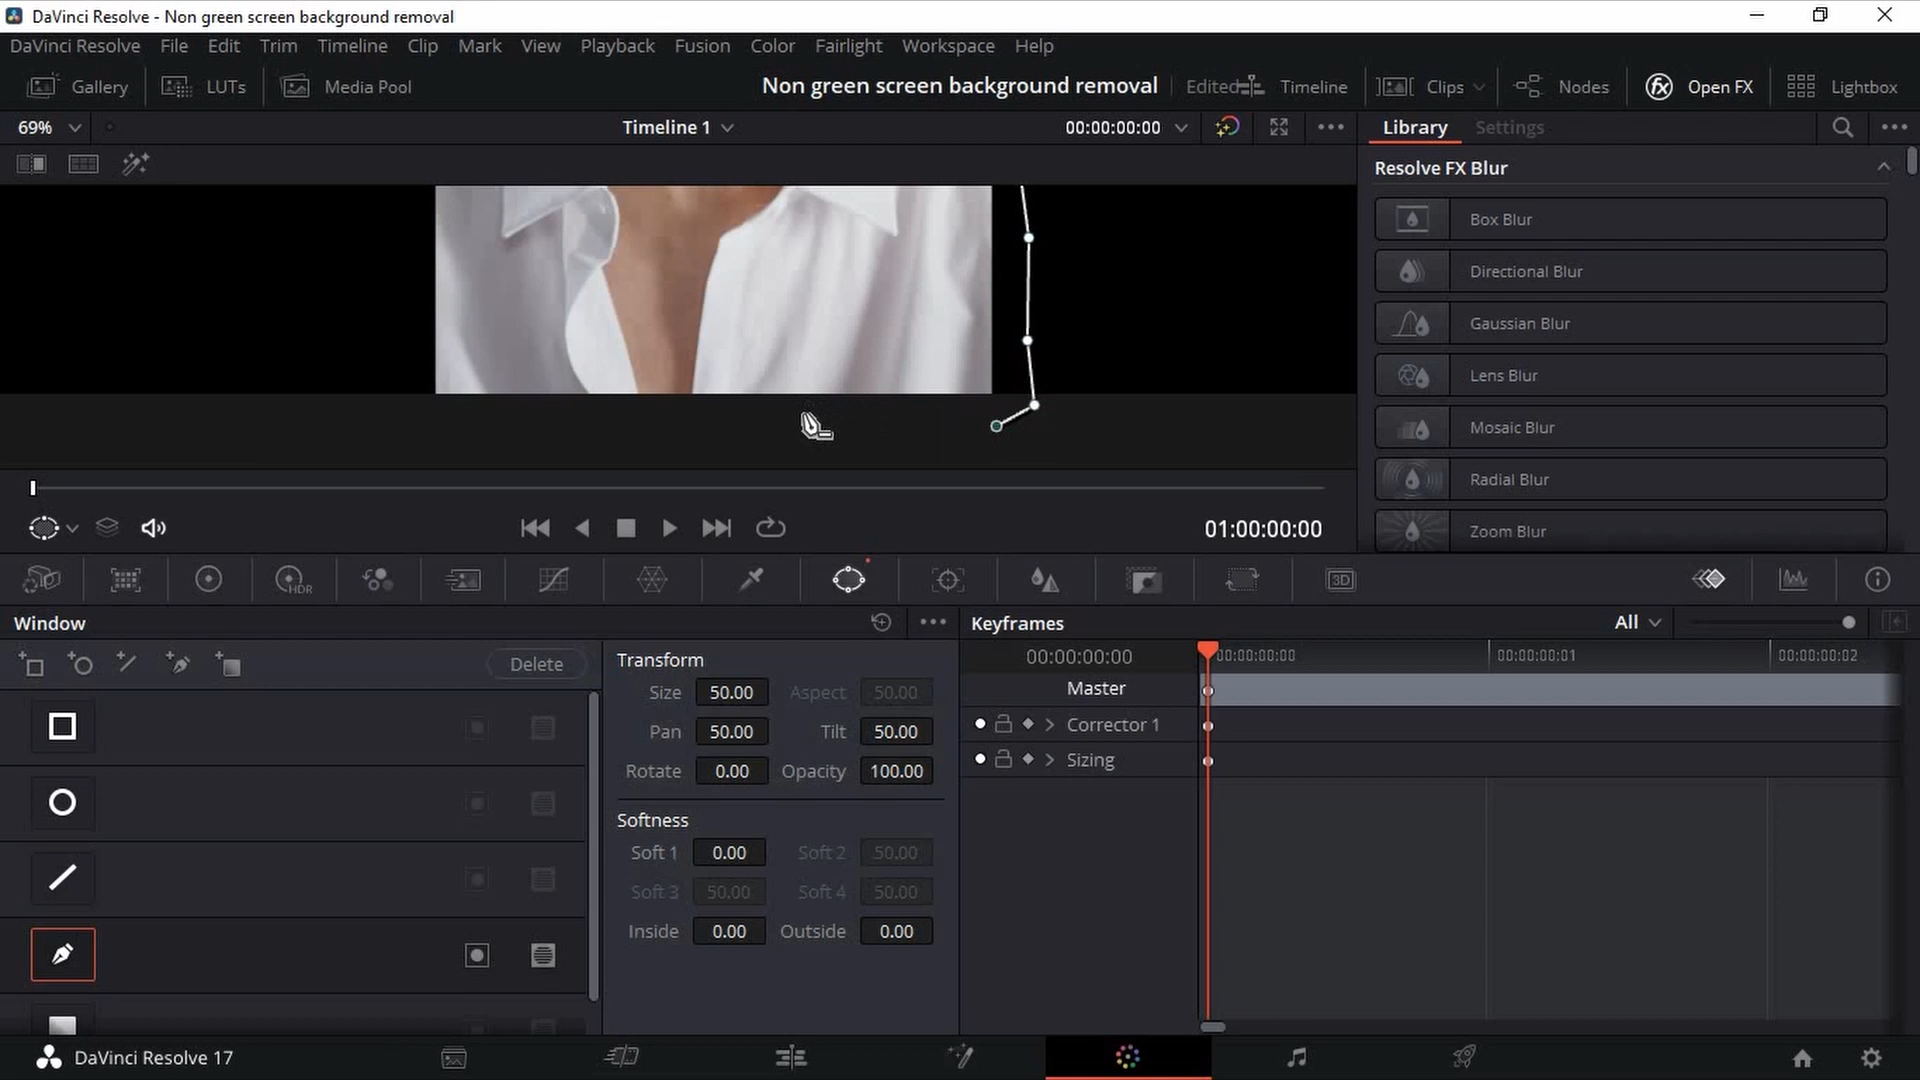 DaVinci Resolve - Non green screen background removal
DaVinci Resolve File Edit Trim Timeline Clip Mark View Playback Fusion Color Fairlight Workspace Help
Gallery LUTs Media Pool Non green screen background removal Edited Timeline Clips Nodes Open FX Lightbox
69% Timeline 1 00:00:00:00 Library Settings
Resolve FX Blur
Box Blur
Directional Blur
Gaussian Blur
Lens Blur
Mosaic Blur
Radial Blur
Zoom Blur
01:00:00:00
HDR 3D
Window Keyframes All
Delete
Transform
Size 50.00 Aspect 50.00
Pan 50.00 Tilt 50.00
Rotate 0.00 Opacity 100.00
Softness
Soft 1 0.00 Soft 2 50.00
Soft 3 50.00 Soft 4 50.00
Inside 0.00 Outside 0.00
00:00:00:00 00:00:00:00 00:00:00:01 00:00:00:02
Master
Corrector 1
Sizing
DaVinci Resolve 17